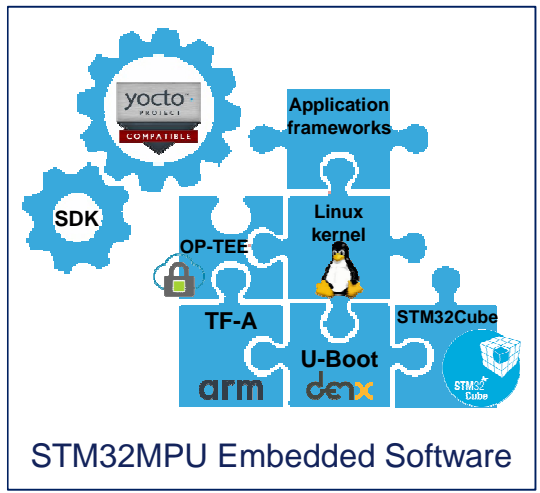 yocto
PROJECT
COMPATIBLE
Application
frameworks
SDK
Linux
kernel
OP-TEE
TF-A
STM32Cube
U-Boot
arm
denx
STM32
Cube
STM32MPU Embedded Software